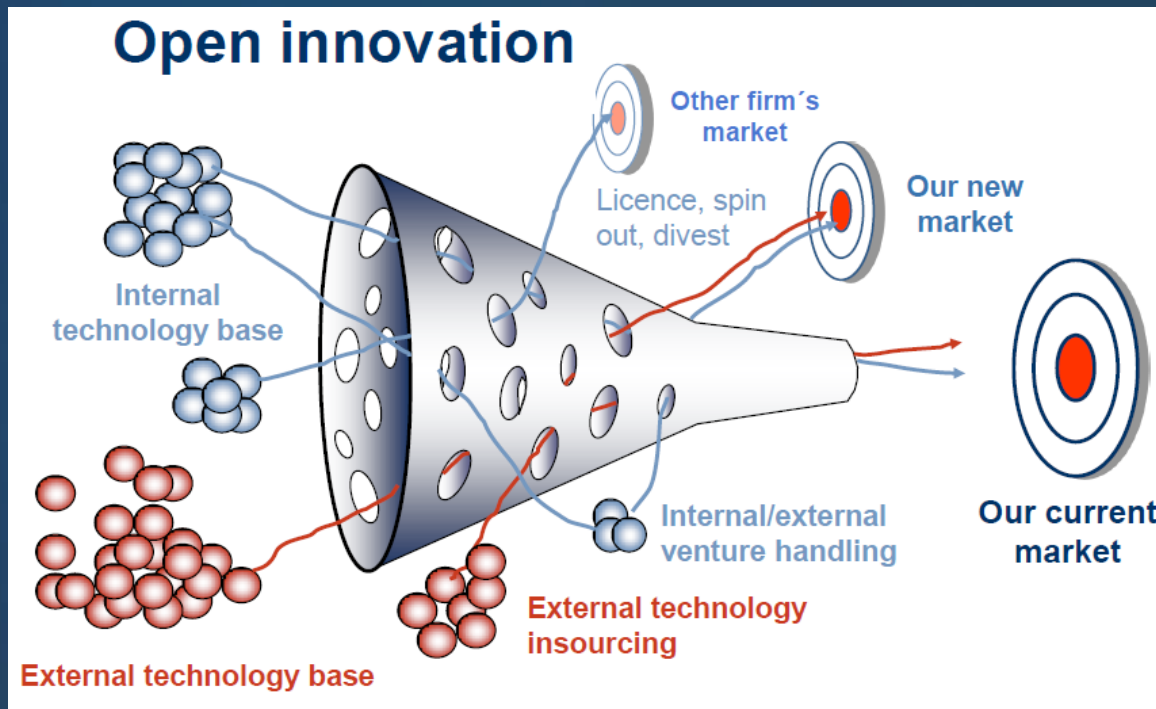 Open innovation
Other firm´s
market
Licence, spin
out, divest
Our new
market
Internal
technology base
Our current
market
Internal/external
venture handling
External technology
insourcing
External technology base